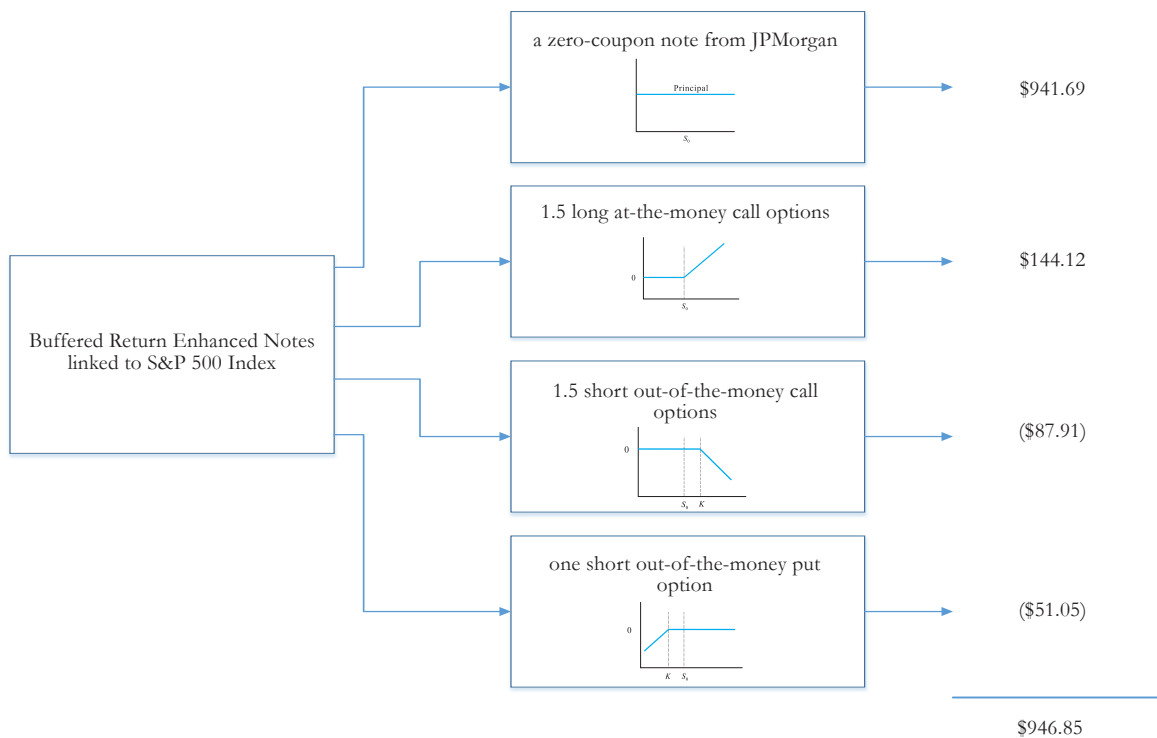 a zero-coupon note from JPMorgan
Principal
S0
$941.69
1.5 long at-the-money call options
0
S0
$144.12
Buffered Return Enhanced Notes
linked to S&P 500 Index
1.5 short out-of-the-money call
options
0
S0 K
($87.91)
one short out-of-the-money put
option
0
K S0
($51.05)
$946.85